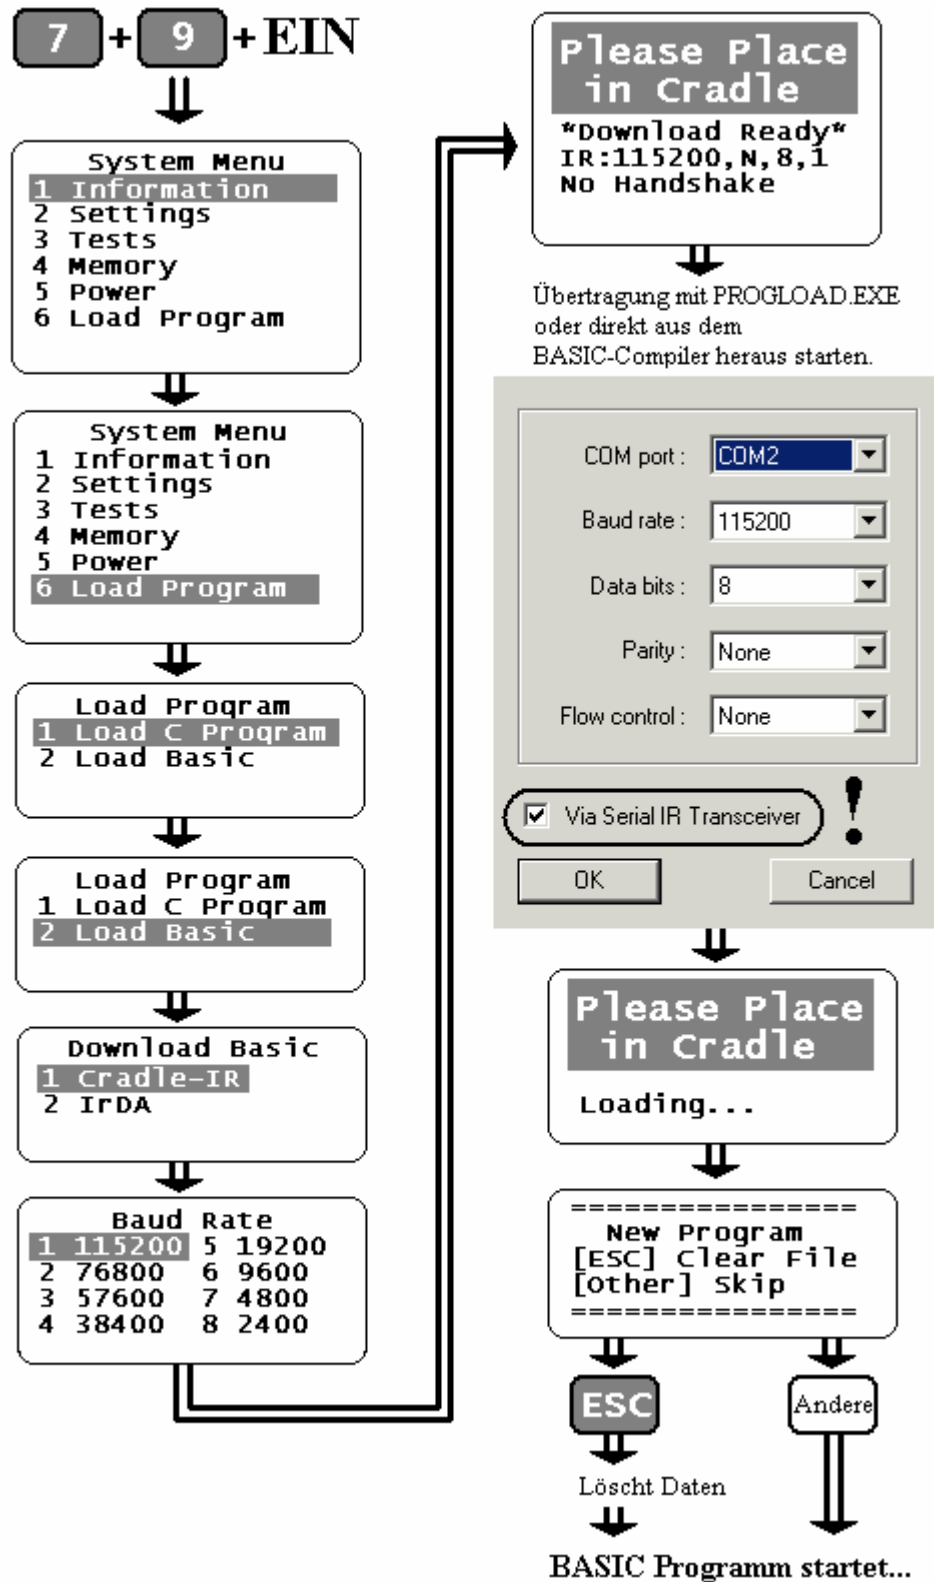 7 + 9 + EIN
System Menu
1 Information
2 Settings
3 Tests
4 Memory
5 Power
6 Load Program
System Menu
1 Information
2 Settings
3 Tests
4 Memory
5 Power
6 Load Program
Load Program
1 Load C Program
2 Load Basic
Load Program
1 Load C Program
2 Load Basic
Download Basic
1 Cradle-IR
2 IrDA
Baud Rate
1 115200 5 19200
2 76800 6 9600
3 57600 7 4800
4 38400 8 2400
Please Place
in Cradle
"Download Ready"
IR:115200,N,8,1
No Handshake
Übertragung mit PROGLOAD.EXE
oder direkt aus dem
BASIC-Compiler heraus starten.
COM port : COM2
Baud rate : 115200
Data bits : 8
Parity : None
Flow control : None
Via Serial IR Transceiver !
OK Cancel
Please Place
in Cradle
Loading...
================
New Program
[ESC] Clear File
[Other] Skip
================
ESC Andere
Löscht Daten
BASIC Programm startet...